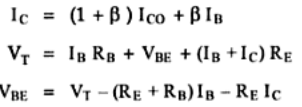 I_C = (1 + β) I_CO + β I_B
V_T = I_B R_B + V_BE + (I_B + I_C) R_E
V_BE = V_T − (R_E + R_B) I_B − R_E I_C